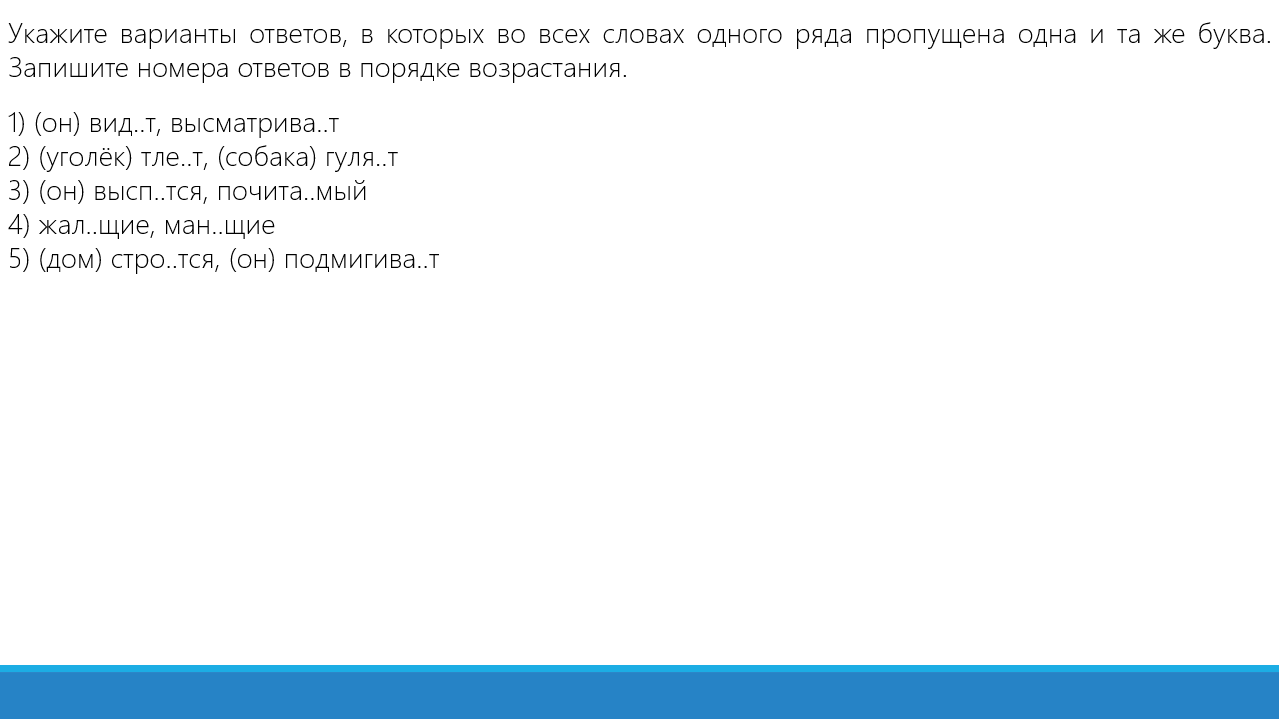 Укажите варианты ответов, в которых во всех словах одного ряда пропущена одна и та же буква.
Запишите номера ответов в порядке возрастания.
1) (он) вид..т, высматрива..т
2) (уголёк) тле..т, (собака) гуля..т
3) (он) высп..тся, почита..мый
4) жал..щие, ман..щие
5) (дом) стро..тся, (он) подмигива..т